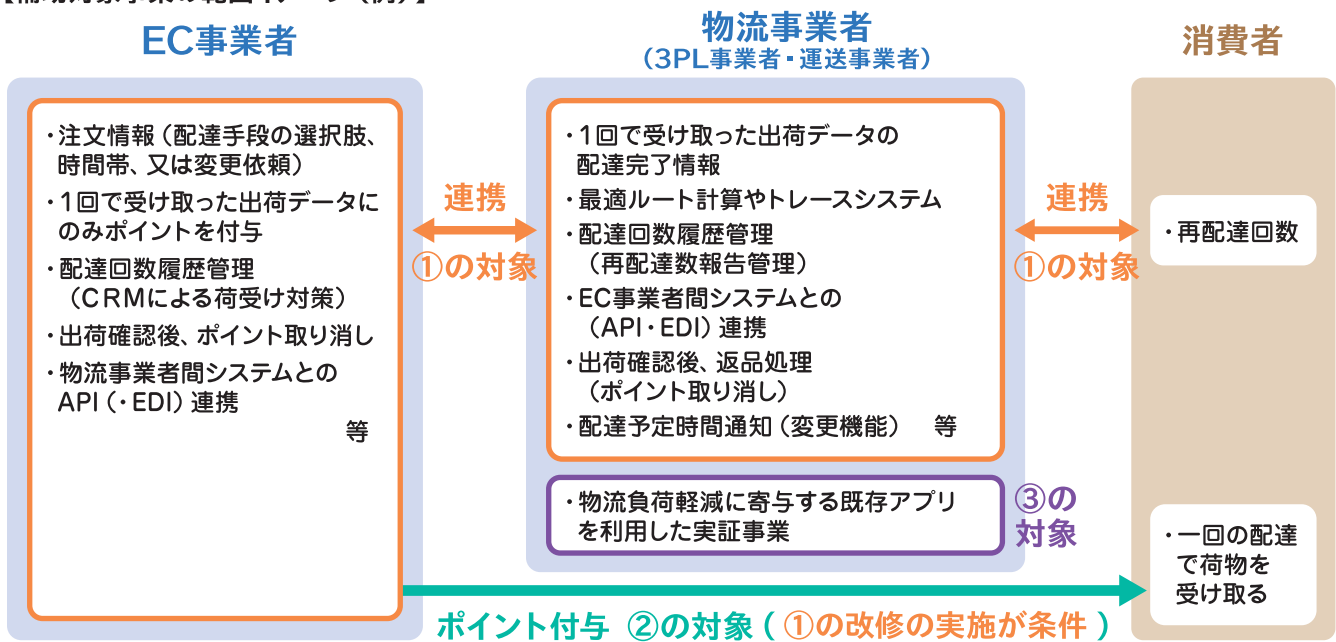 EC事業者
・注文情報（配達手段の選択肢、
時間帯、又は変更依頼）
・1回で受け取った出荷データに
のみポイントを付与
・配達回数履歴管理
（CRMによる荷受け対策）
・出荷確認後、ポイント取り消し
・物流事業者間システムとの
API（・EDI）連携
等
連携
①の対象
物流事業者
（3PL事業者・運送事業者）
・1回で受け取った出荷データの
配達完了情報
・最適ルート計算やトレースシステム
・配達回数履歴管理
（再配達数報告管理）
・EC事業者間システムとの
（API・EDI）連携
・出荷確認後、返品処理
（ポイント取り消し）
・配達予定時間通知（変更機能） 等
・物流負荷軽減に寄与する既存アプリ
を利用した実証事業
③の
対象
連携
①の対象
消費者
・再配達回数
・一回の配達
で荷物を
受け取る
ポイント付与 ②の対象（①の改修の実施が条件）